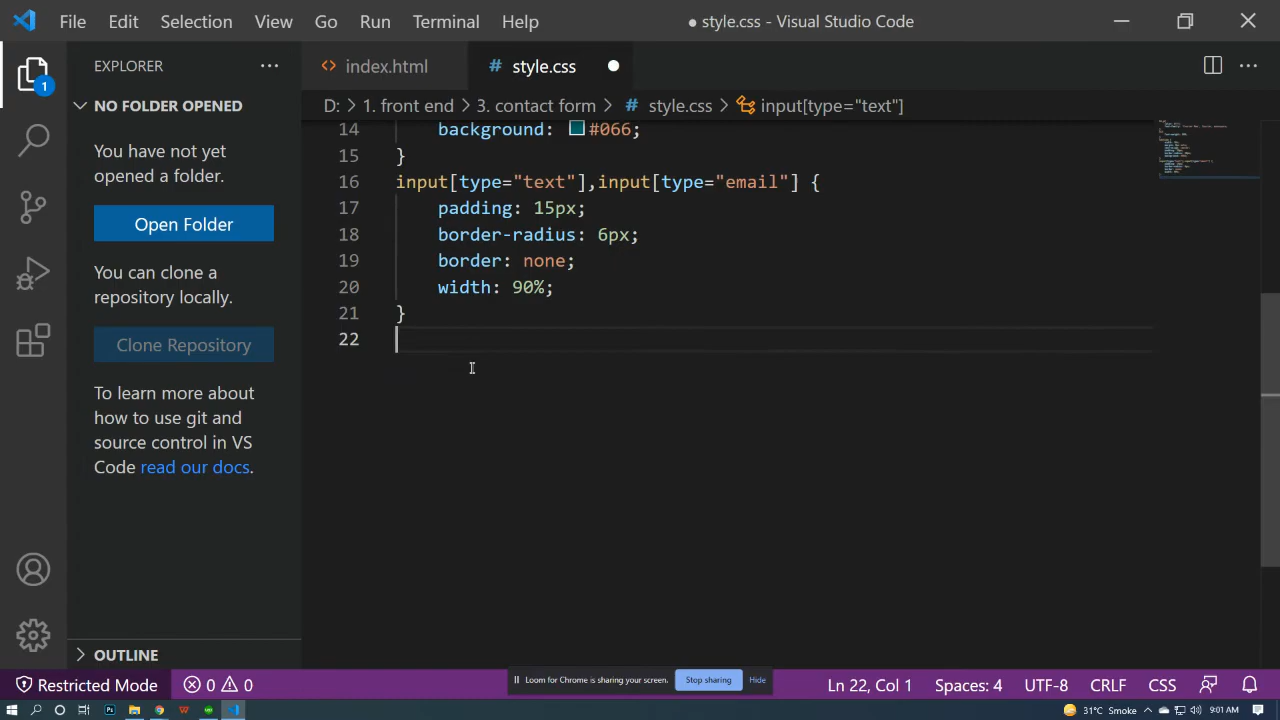 File Edit Selection View Go Run Terminal Help ● style.css - Visual Studio Code
EXPLORER
index.html
# style.css
1
NO FOLDER OPENED
You have not yet
opened a folder.
Open Folder
You can clone a
repository locally.
Clone Repository
To learn more about
how to use git and
source control in VS
Code read our docs.
OUTLINE
D: > 1. front end > 3. contact form > # style.css > input[type="text"]
14 background: #066;
15 }
16 input[type="text"],input[type="email"] {
17 padding: 15px;
18 border-radius: 6px;
19 border: none;
20 width: 90%;
21 }
22
Restricted Mode 0 0
Loom for Chrome is sharing your screen. Stop sharing Hide
Ln 22, Col 1 Spaces: 4 UTF-8 CRLF CSS
31°C Smoke 9:01 AM